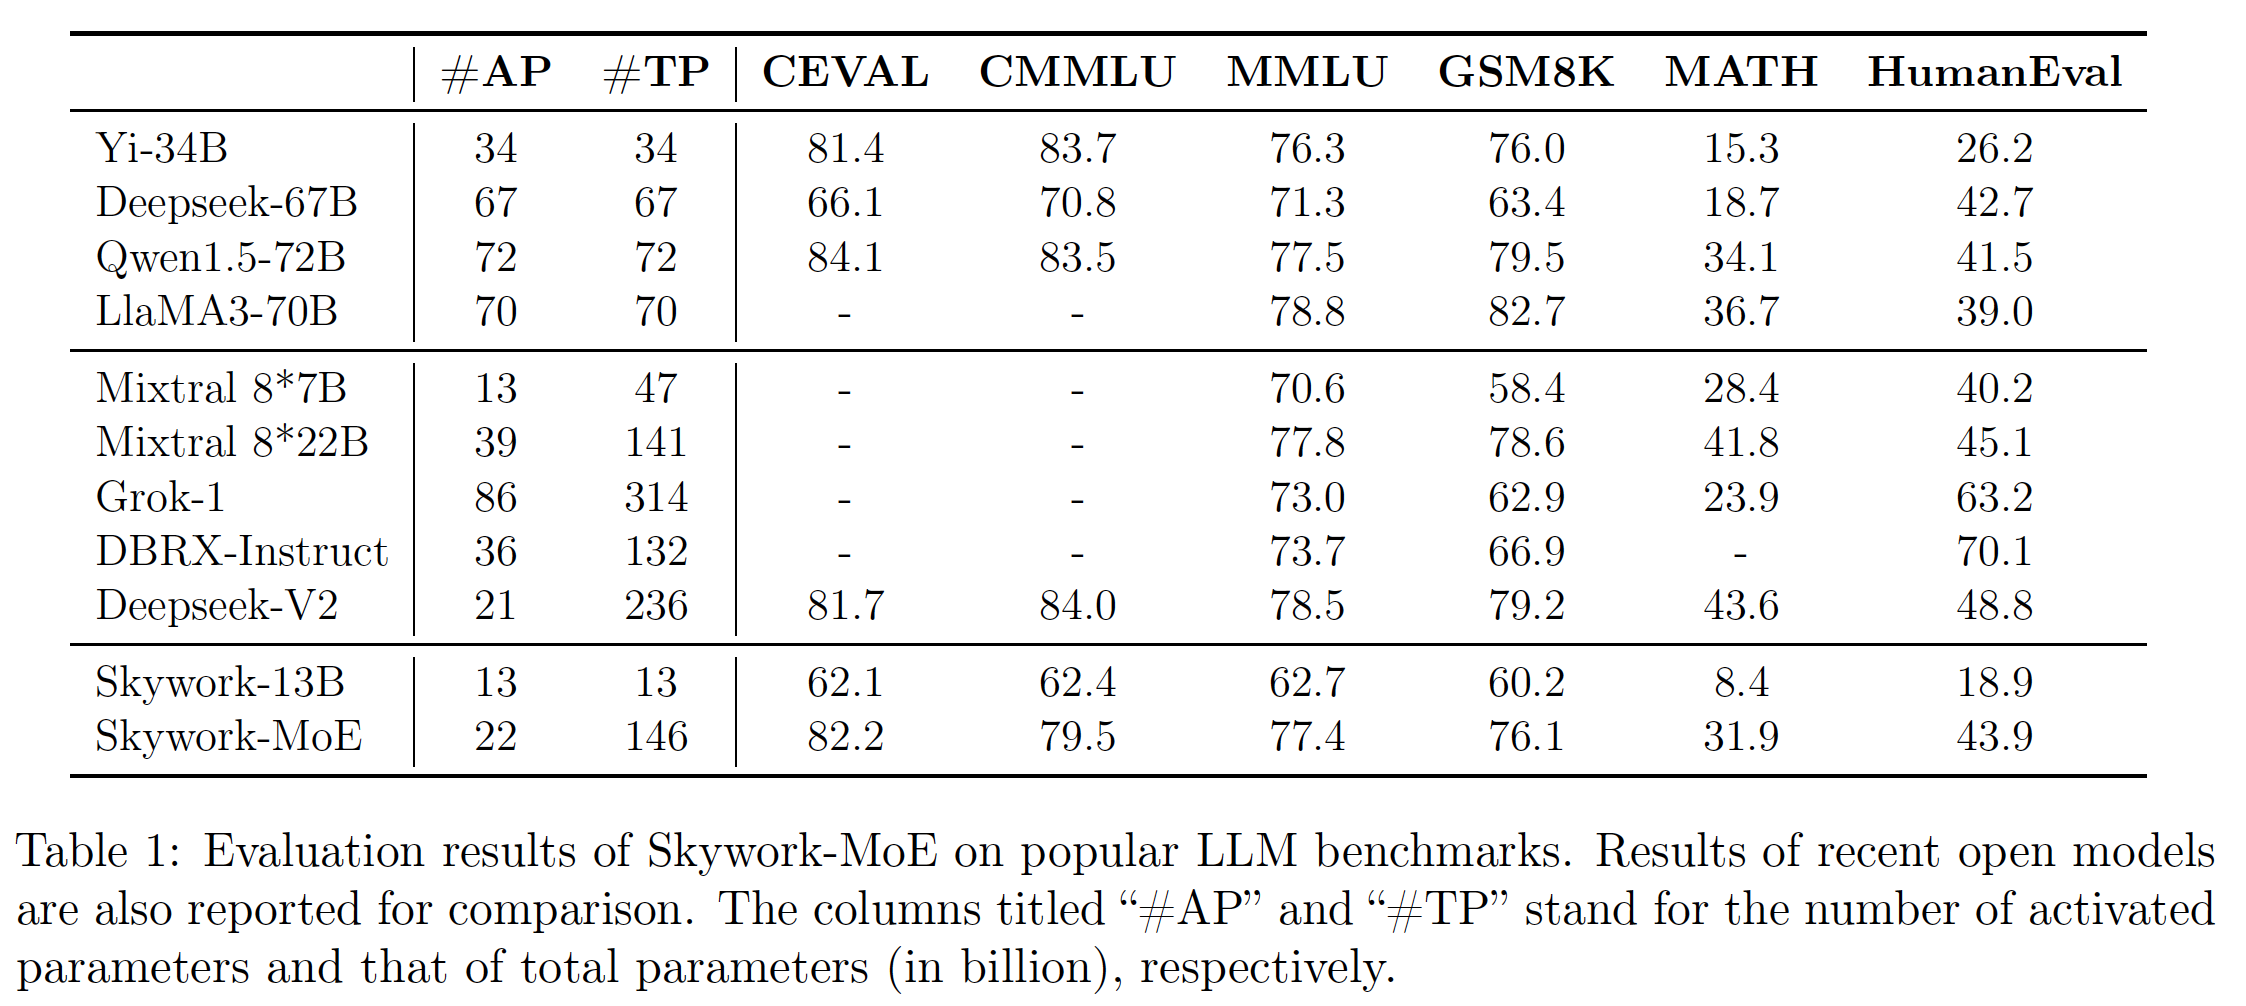 #AP #TP CEVAL CMMLU MMLU GSM8K MATH HumanEval
Yi-34B 34 34 81.4 83.7 76.3 76.0 15.3 26.2
Deepseek-67B 67 67 66.1 70.8 71.3 63.4 18.7 42.7
Qwen1.5-72B 72 72 84.1 83.5 77.5 79.5 34.1 41.5
LlaMA3-70B 70 70 - - 78.8 82.7 36.7 39.0
Mixtral 8*7B 13 47 - - 70.6 58.4 28.4 40.2
Mixtral 8*22B 39 141 - - 77.8 78.6 41.8 45.1
Grok-1 86 314 - - 73.0 62.9 23.9 63.2
DBRX-Instruct 36 132 - - 73.7 66.9 - 70.1
Deepseek-V2 21 236 81.7 84.0 78.5 79.2 43.6 48.8
Skywork-13B 13 13 62.1 62.4 62.7 60.2 8.4 18.9
Skywork-MoE 22 146 82.2 79.5 77.4 76.1 31.9 43.9
Table 1: Evaluation results of Skywork-MoE on popular LLM benchmarks. Results of recent open models
are also reported for comparison. The columns titled “#AP” and “#TP” stand for the number of activated
parameters and that of total parameters (in billion), respectively.